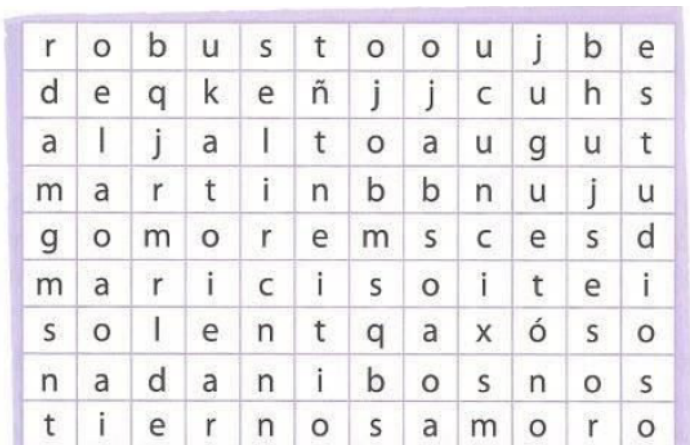 r o b u s t o o u j b e
d e q k e ñ j j c u h s
a l j a l t o a u g u t
m a r t i n b b n u j u
g o m o r e m s c e s d
m a r i c i s o i t e i
s o l e n t q a x ó s o
n a d a n i b o s n o s
t i e r n o s a m o r o